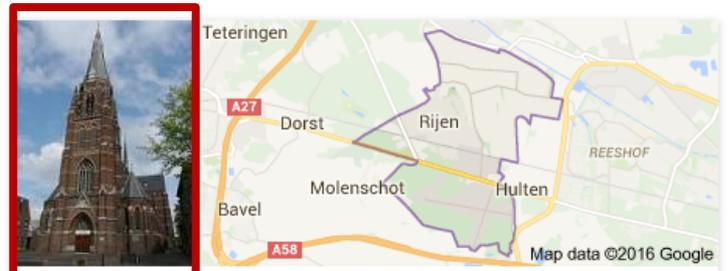 Teteringen
A27
Dorst
Rijen
REESHOF
Molenschot
Hulten
Bavel
A58
Map data ©2016 Google